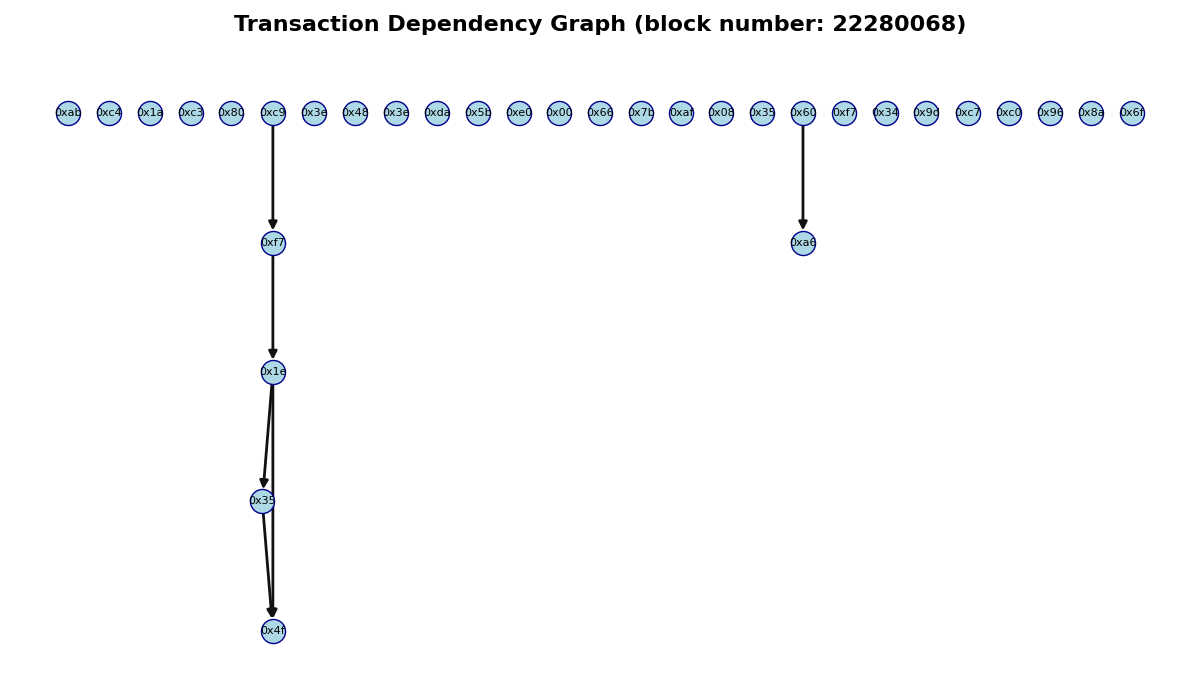 Transaction Dependency Graph (block number: 22280068)
0xab 0xc4 0x1a 0xc3 0x80 0xc9 0x3e 0x48 0x3e 0xda 0x5b 0xe0 0x00 0x66 0x7b 0xaf 0x08 0x35 0x60 0xf7 0x34 0x9d 0xc7 0xc0 0x96 0x8a 0x6f
0xf7 0xa6
0x1e
0x35
0x4f